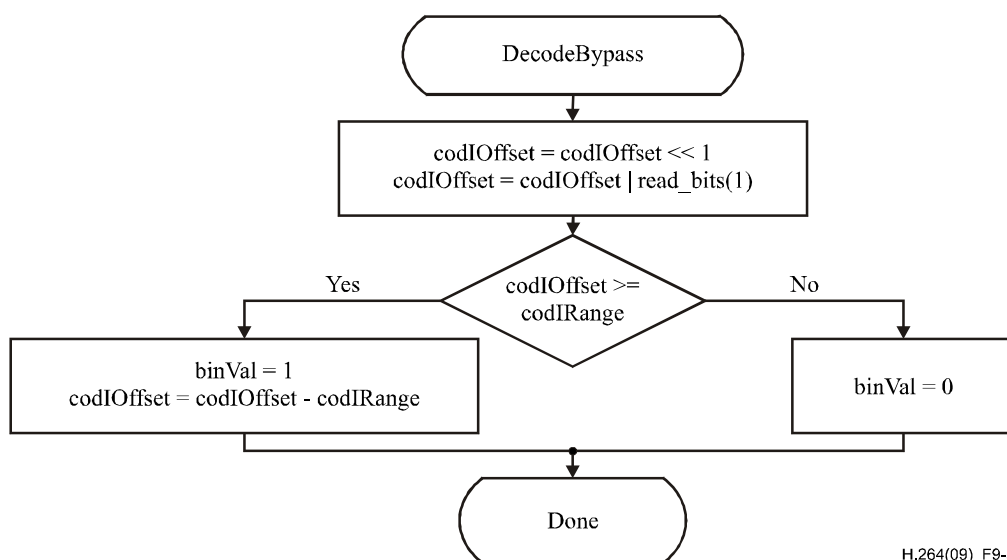 DecodeBypass
codIOffset = codIOffset << 1
codIOffset = codIOffset | read_bits(1)
codIOffset >=
codIRange
Yes
No
binVal = 1
codIOffset = codIOffset - codIRange
binVal = 0
Done
H.264(09)_F9-